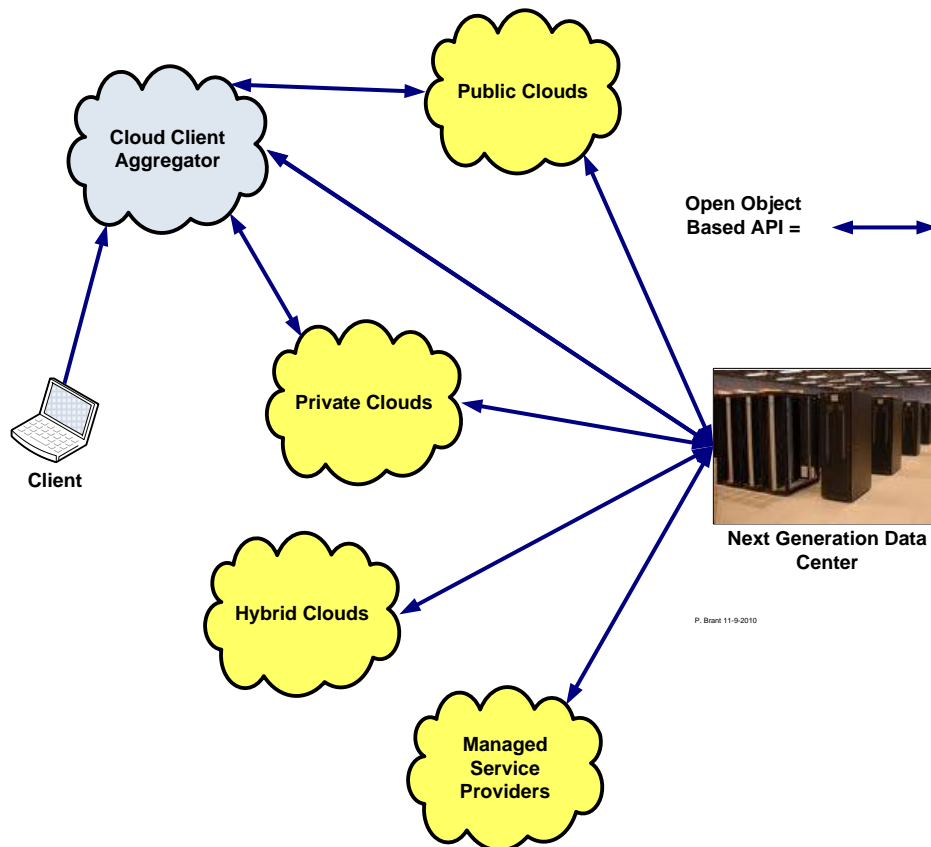 Public Clouds
Cloud Client
Aggregator
Open Object
Based API =
Private Clouds
Client
Next Generation Data
Center
Hybrid Clouds
P. Brant 11-9-2010
Managed
Service
Providers